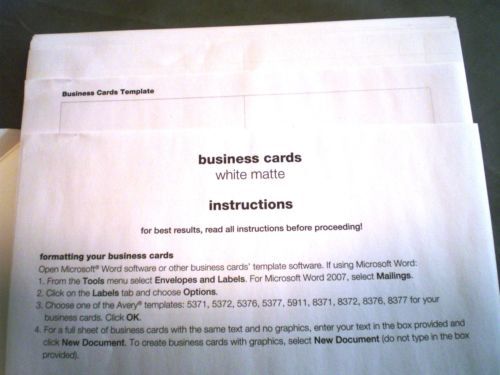 Business Cards Template
business cards
white matte
instructions
for best results, read all instructions before proceeding!
formatting your business cards
Open Microsoft® Word software or other business cards' template software. If using Microsoft Word:
1. From the Tools menu select Envelopes and Labels. For Microsoft Word 2007, select Mailings.
2. Click on the Labels tab and choose Options.
3. Choose one of the Avery® templates: 5371, 5372, 5376, 5377, 5911, 8371, 8372, 8376, 8377 for your
business cards. Click OK.
4. For a full sheet of business cards with the same text and no graphics, enter your text in the box provided and
click New Document. To create business cards with graphics, select New Document (do not type in the box
provided).